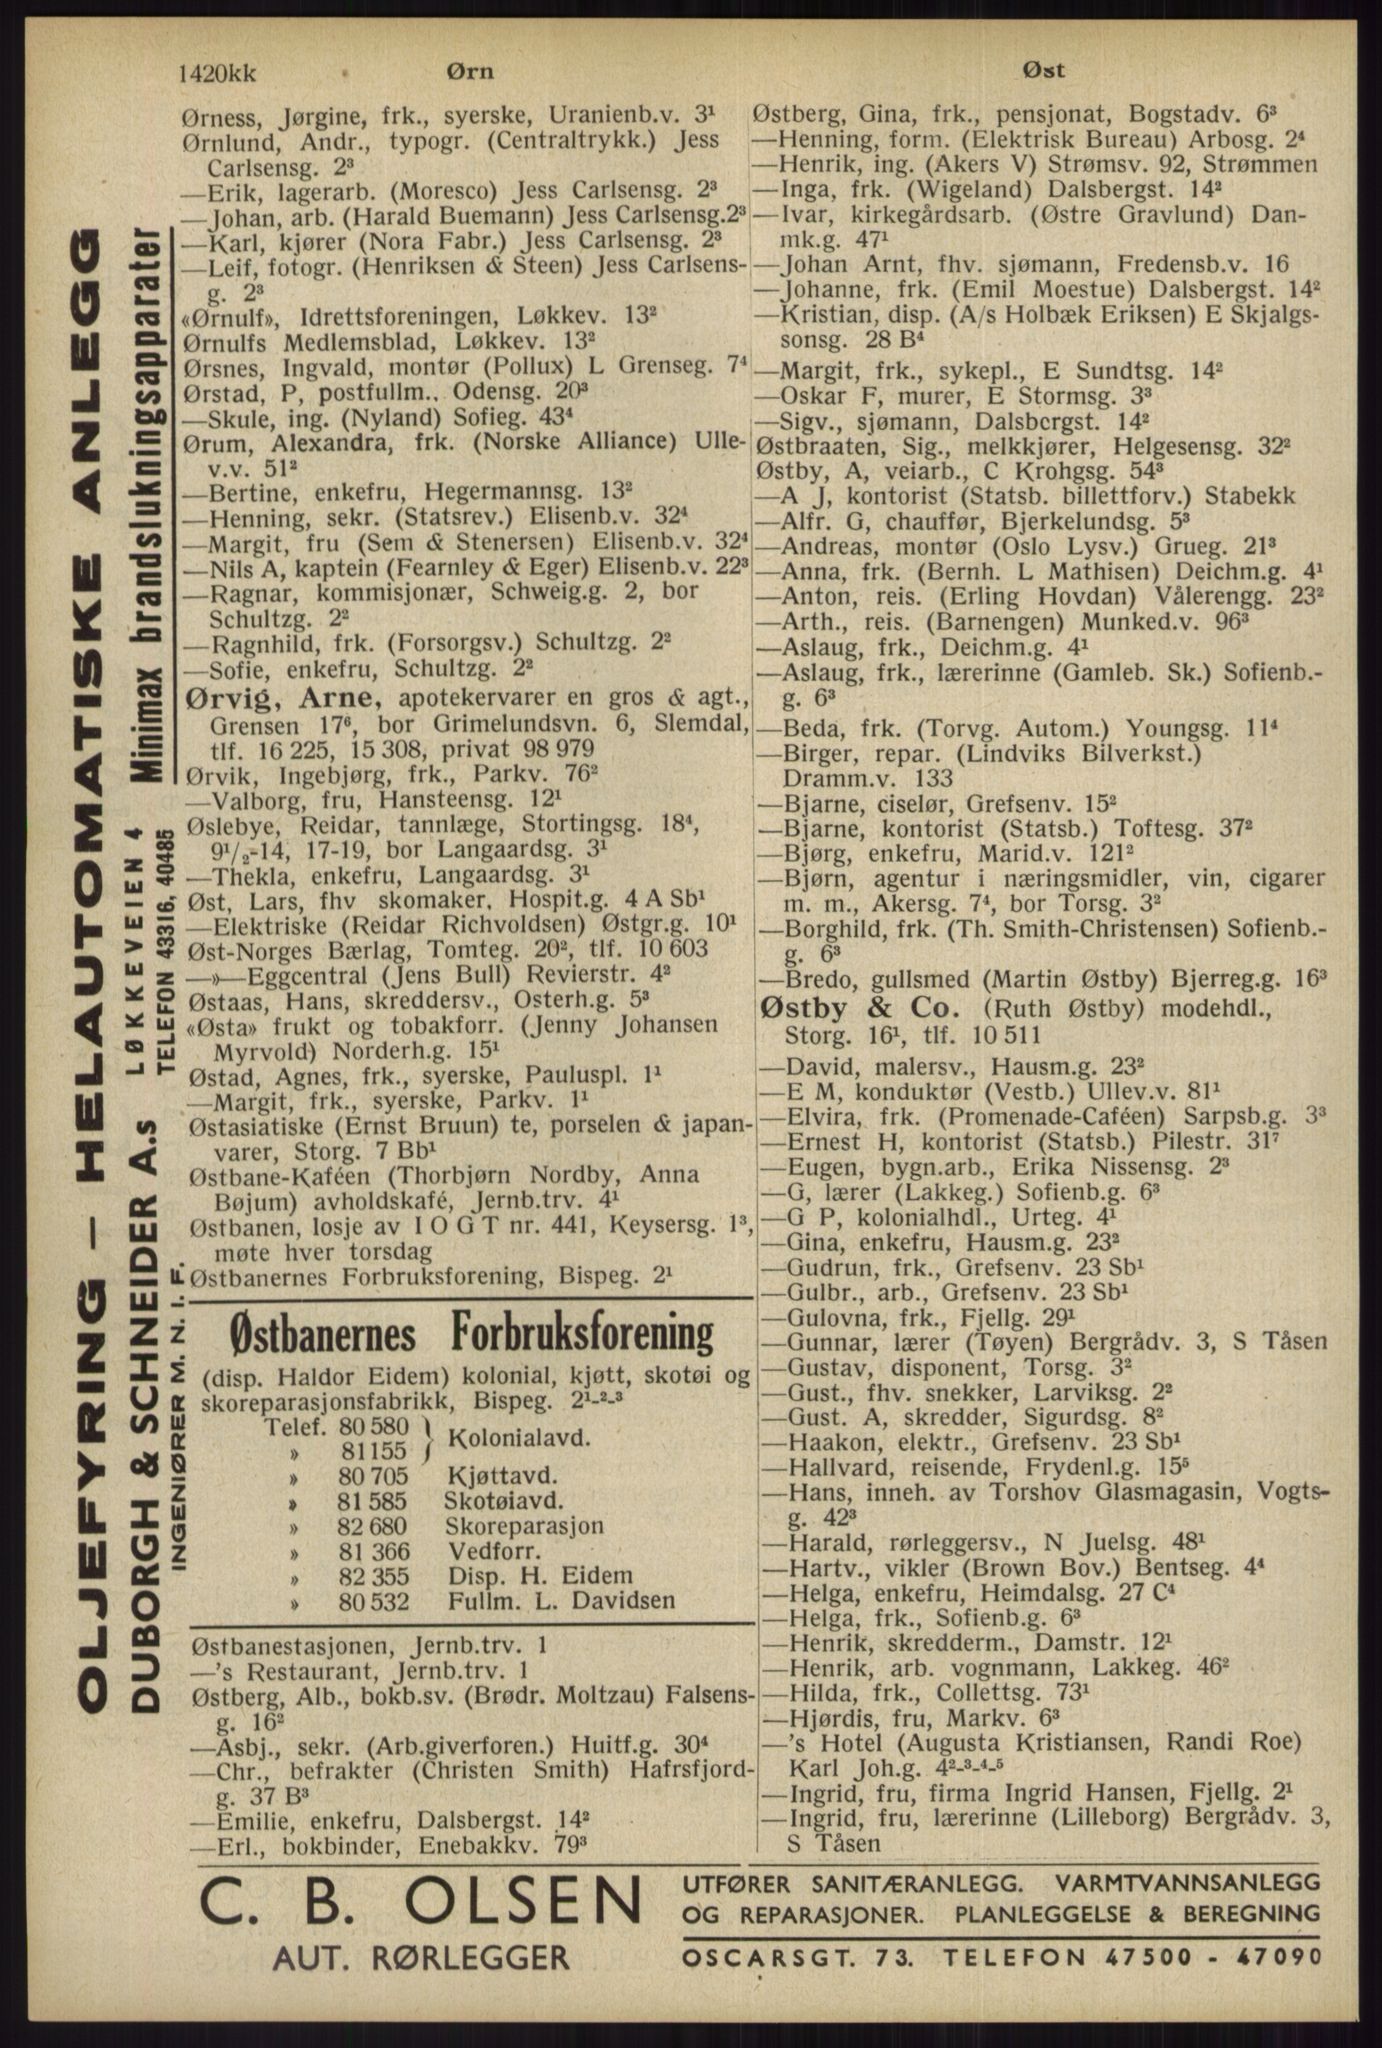 1420kk
Ørn
Øst
Ørness, Jørgine, frk., syerske, Uranienb.v. 3¹
Ørnlund, Andr., typogr. (Centraltrykk.) Jess
Carlsensg. 2³
—Erik, lagerarb. (Moresco) Jess Carlsensg. 2³
—Johan, arb. (Harald Buemann) Jess Carlsensg.2³
—Karl, kjører (Nora Fabr.) Jess Carlsensg. 2³
—Leif, fotogr. (Henriksen & Steen) Jess Carlsens-
g. 2³
«Ørnulf», Idrettsforeningen, Løkkev. 13²
Ørnulfs Medlemsblad, Løkkev. 13²
Ørsnes, Ingvald, montør (Pollux) L Grenseg. 7⁴
Ørstad, P, postfullm., Odensg. 20³
—Skule, ing. (Nyland) Sofieg. 43⁴
Ørum, Alexandra, frk. (Norske Alliance) Ulle-
v.v. 51²
—Bertine, enkefru, Hegermannsg. 13²
—Henning, sekr. (Statsrev.) Elisenb.v. 32⁴
—Margit, fru (Sem & Stenersen) Elisenb.v. 32⁴
—Nils A, kaptein (Fearnley & Eger) Elisenb.v. 22³
—Ragnar, kommisjonær, Schweig.g. 2, bor
Schultzg. 2²
—Ragnhild, frk. (Forsorgsv.) Schultzg. 2²
—Sofie, enkefru, Schultzg. 2²
Ørvig, Arne, apotekervarer en gros & agt.,
Grensen 17⁶, bor Grimelundsvn. 6, Slemdal,
tlf. 16 225, 15 308, privat 98 979
Ørvik, Ingebjørg, frk., Parkv. 76²
—Valborg, fru, Hansteensg. 12¹
Øslebye, Reidar, tannlæge, Stortingsg. 18⁴,
9¹/₂-14, 17-19, bor Langaardsg. 3¹
—Thekla, enkefru, Langaardsg. 3¹
Øst, Lars, fhv skomaker, Hospit.g. 4 A Sb¹
—Elektriske (Reidar Richvoldsen) Østgr.g. 10¹
Øst-Norges Bærlag, Tomteg. 20², tlf. 10 603
—»—Eggcentral (Jens Bull) Revierstr. 4²
Østaas, Hans, skreddersv., Osterh.g. 5³
«Østa» frukt og tobakforr. (Jenny Johansen
Myrvold) Norderh.g. 15¹
Østad, Agnes, frk., syerske, Pauluspl. 1¹
—Margit, frk., syerske, Parkv. 1¹
Østasiatiske (Ernst Bruun) te, porselen & japan-
varer, Storg. 7 Bb¹
Østbane-Kaféen (Thorbjørn Nordby, Anna
Bøjum) avholdskafé, Jernb.trv. 4¹
Østbanen, losje av I O G T nr. 441, Keysersg. 1³,
møte hver torsdag
Østbanernes Forbruksforening, Bispeg. 2¹
Østbanernes Forbruksforening
(disp. Haldor Eidem) kolonial, kjøtt, skotøi og
skoreparasjonsfabrikk, Bispeg. 2¹-²-³
Telef. 80 580 } Kolonialavd.
» 81 155
» 80 705 Kjøttavd.
» 81 585 Skotøiavd.
» 82 680 Skoreparasjon
» 81 366 Vedforr.
» 82 355 Disp. H. Eidem
» 80 532 Fullm. L. Davidsen
Østbanestasjonen, Jernb.trv. 1
—'s Restaurant, Jernb.trv. 1
Østberg, Alb., bokb.sv. (Brødr. Moltzau) Falsens-
g. 16²
—Asbj., sekr. (Arb.giverforen.) Huitf.g. 30⁴
—Chr., befrakter (Christen Smith) Hafrsfjord-
g. 37 B³
—Emilie, enkefru, Dalsbergst. 14²
—Erl., bokbinder, Enebakkv. 79³
Østberg, Gina, frk., pensjonat, Bogstadv. 6³
—Henning, form. (Elektrisk Bureau) Arbosg. 2⁴
—Henrik, ing. (Akers V) Strømsv. 92, Strømmen
—Inga, frk. (Wigeland) Dalsbergst. 14²
—Ivar, kirkegårdsarb. (Østre Gravlund) Dan-
mk.g. 47¹
—Johan Arnt, fhv. sjømann, Fredensb.v. 16
—Johanne, frk. (Emil Moestue) Dalsbergst. 14²
—Kristian, disp. (A/s Holbæk Eriksen) E Skjalgs-
sonsg. 28 B⁴
—Margit, frk., sykepl., E Sundtsg. 14²
—Oskar F, murer, E Stormsg. 3³
—Sigv., sjømann, Dalsbergst. 14²
Østbraaten, Sig., melkkjører, Helgesensg. 32²
Østby, A, veiarb., C Krohgsg. 54³
—A J, kontorist (Statsb. billettforv.) Stabekk
—Alfr. G, chauffør, Bjerkelundsg. 5³
—Andreas, montør (Oslo Lysv.) Grueg. 21³
—Anna, frk. (Bernh. L Mathisen) Deichm.g. 4¹
—Anton, reis. (Erling Hovdan) Vålerengg. 23²
—Arth., reis. (Barnengen) Munked.v. 96³
—Aslaug, frk., Deichm.g. 4¹
—Aslaug, frk., lærerinne (Gamleb. Sk.) Sofienb.-
g. 6³
—Beda, frk. (Torvg. Autom.) Youngsg. 11⁴
—Birger, repar. (Lindviks Bilverkst.)
Dramm.v. 133
—Bjarne, ciselør, Grefsenv. 15²
—Bjarne, kontorist (Statsb.) Toftesg. 37²
—Bjørg, enkefru, Marid.v. 121²
—Bjørn, agentur i næringsmidler, vin, cigarer
m. m., Akersg. 7⁴, bor Torsg. 3²
—Borghild, frk. (Th. Smith-Christensen) Sofienb.-
g. 6³
—Bredo, gullsmed (Martin Østby) Bjerreg.g. 16³
Østby & Co. (Ruth Østby) modehdl.,
Storg. 16¹, tlf. 10 511
—David, malersv., Hausm.g. 23²
—E M, konduktør (Vestb.) Ullev.v. 81¹
—Elvira, frk. (Promenade-Caféen) Sarpsb.g. 3³
—Ernest H, kontorist (Statsb.) Pilestr. 31⁷
—Eugen, bygn.arb., Erika Nissensg. 2³
—G, lærer (Lakkeg.) Sofienb.g. 6³
—G P, kolonialhdl., Urteg. 4¹
—Gina, enkefru, Hausm.g. 23²
—Gudrun, frk., Grefsenv. 23 Sb¹
—Gulbr., arb., Grefsenv. 23 Sb¹
—Gulovna, frk., Fjellg. 29¹
—Gunnar, lærer (Tøyen) Bergrådv. 3, S Tåsen
—Gustav, disponent, Torsg. 3²
—Gust., fhv. snekker, Larviksg. 2²
—Gust. A, skredder, Sigurdsg. 8²
—Haakon, elektr., Grefsenv. 23 Sb¹
—Hallvard, reisende, Frydenl.g. 15⁵
—Hans, inneh. av Torshov Glasmagasin, Vogts-
g. 42³
—Harald, rørleggersv., N Juelsg. 48¹
—Hartv., vikler (Brown Bov.) Bentseg. 4⁴
—Helga, enkefru, Heimdalsg. 27 C⁴
—Helga, frk., Sofienb.g. 6³
—Henrik, skredderm., Damstr. 12¹
—Henrik, arb. vognmann, Lakkeg. 46²
—Hilda, frk., Collettsg. 73¹
—Hjørdis, fru, Markv. 6³
—'s Hotel (Augusta Kristiansen, Randi Roe)
Karl Joh.g. 4²-³-⁴-⁵
—Ingrid, fru, firma Ingrid Hansen, Fjellg. 2¹
—Ingrid, fru, lærerinne (Lilleborg) Bergrådv. 3,
S Tåsen
OLJEFYRING — HELAUTOMATISKE ANLEGG
DUBORGH & SCHNEIDER A.s
INGENIØRER M. N. I. F.
LØKKEVEIEN 4
TELEFON 43316, 40485
Minimax brandslukningsapparater
C. B. OLSEN
AUT. RØRLEGGER
UTFØRER SANITÆRANLEGG. VARMTVANNSANLEGG
OG REPARASJONER. PLANLEGGELSE & BEREGNING
OSCARSGT. 73. TELEFON 47500 - 47090